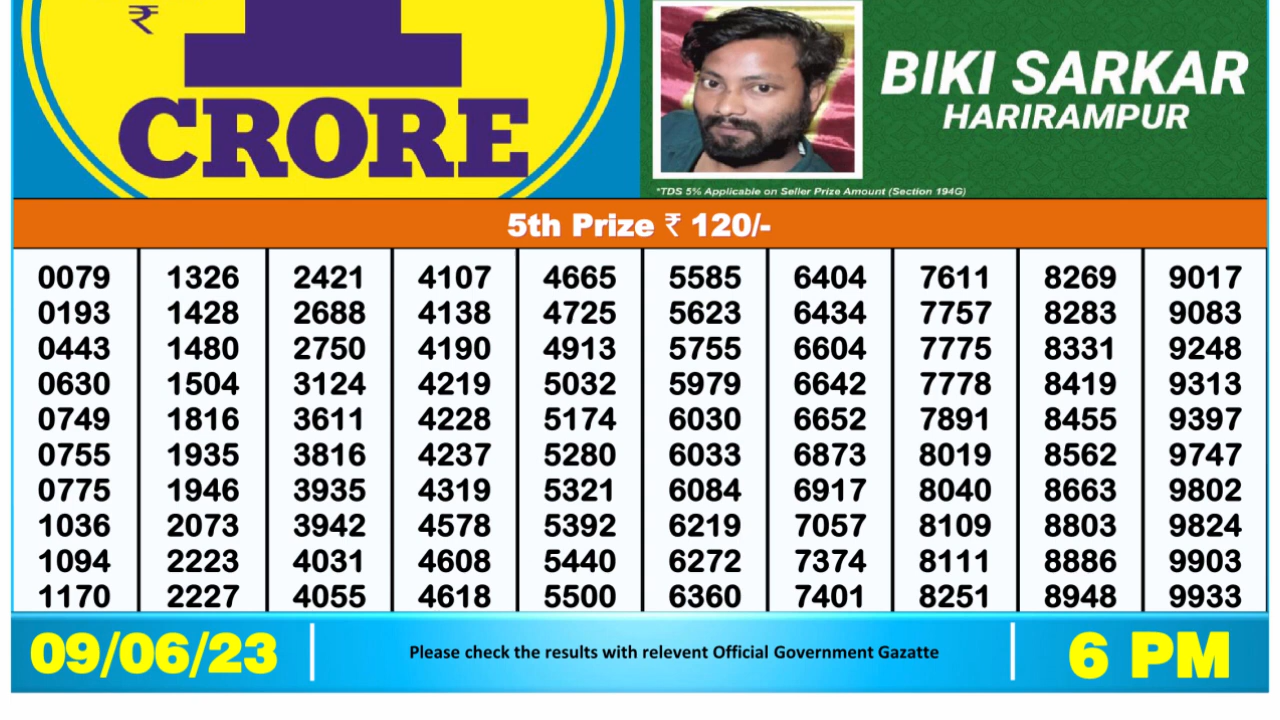 ₹
1
CRORE
BIKI SARKAR
HARIRAMPUR
*TDS 5% Applicable on Seller Prize Amount (Section 194G)
5th Prize ₹ 120/-
0079 1326 2421 4107 4665 5585 6404 7611 8269 9017
0193 1428 2688 4138 4725 5623 6434 7757 8283 9083
0443 1480 2750 4190 4913 5755 6604 7775 8331 9248
0630 1504 3124 4219 5032 5979 6642 7778 8419 9313
0749 1816 3611 4228 5174 6030 6652 7891 8455 9397
0755 1935 3816 4237 5280 6033 6873 8019 8562 9747
0775 1946 3935 4319 5321 6084 6917 8040 8663 9802
1036 2073 3942 4578 5392 6219 7057 8109 8803 9824
1094 2223 4031 4608 5440 6272 7374 8111 8886 9903
1170 2227 4055 4618 5500 6360 7401 8251 8948 9933
09/06/23
Please check the results with relevent Official Government Gazatte
6 PM